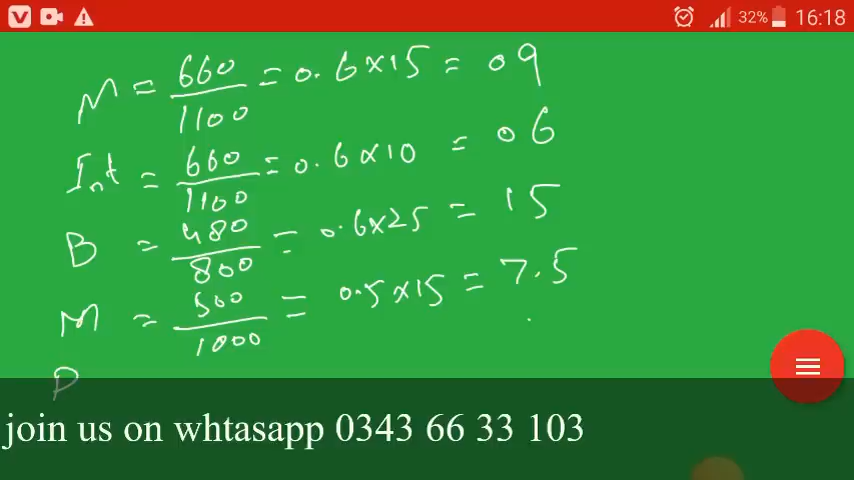 32% 16:18
M = 660/1100 = 0.6×15 = 09
Int = 660/1100 = 0.6×10 = 06
B = 480/800 = 0.6×25 = 15
M = 500/1000 = 0.5×15 = 7.5
P
join us on whtasapp 0343 66 33 103